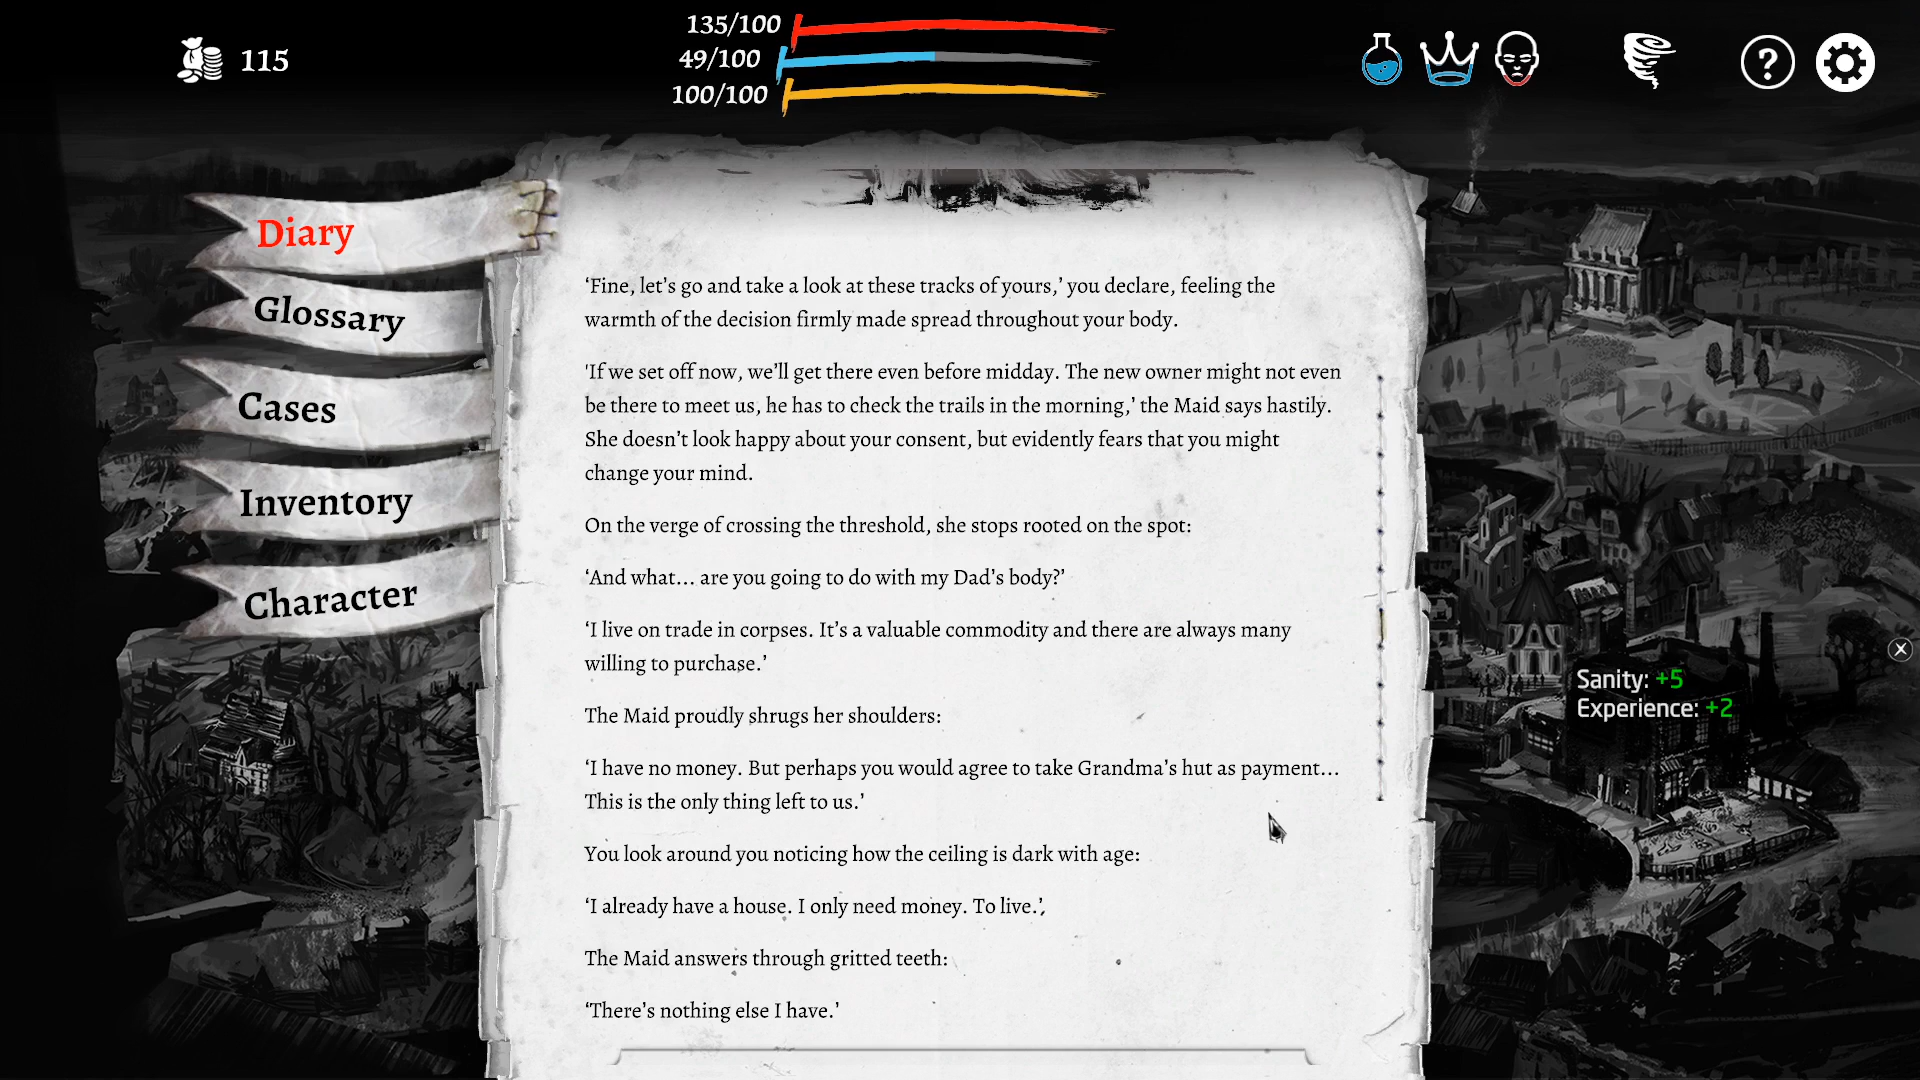 115
135/100
49/100
100/100
?
Diary
Glossary
Cases
Inventory
Character
‘Fine, let’s go and take a look at these tracks of yours,’ you declare, feeling the
warmth of the decision firmly made spread throughout your body.
'If we set off now, we’ll get there even before midday. The new owner might not even
be there to meet us, he has to check the trails in the morning,’ the Maid says hastily.
She doesn’t look happy about your consent, but evidently fears that you might
change your mind.
On the verge of crossing the threshold, she stops rooted on the spot:
‘And what... are you going to do with my Dad’s body?’
‘I live on trade in corpses. It’s a valuable commodity and there are always many
willing to purchase.’
The Maid proudly shrugs her shoulders:
‘I have no money. But perhaps you would agree to take Grandma’s hut as payment...
This is the only thing left to us.’
You look around you noticing how the ceiling is dark with age:
‘I already have a house. I only need money. To live.’,
The Maid answers through gritted teeth:
‘There’s nothing else I have.’
Sanity: +5
Experience: +2